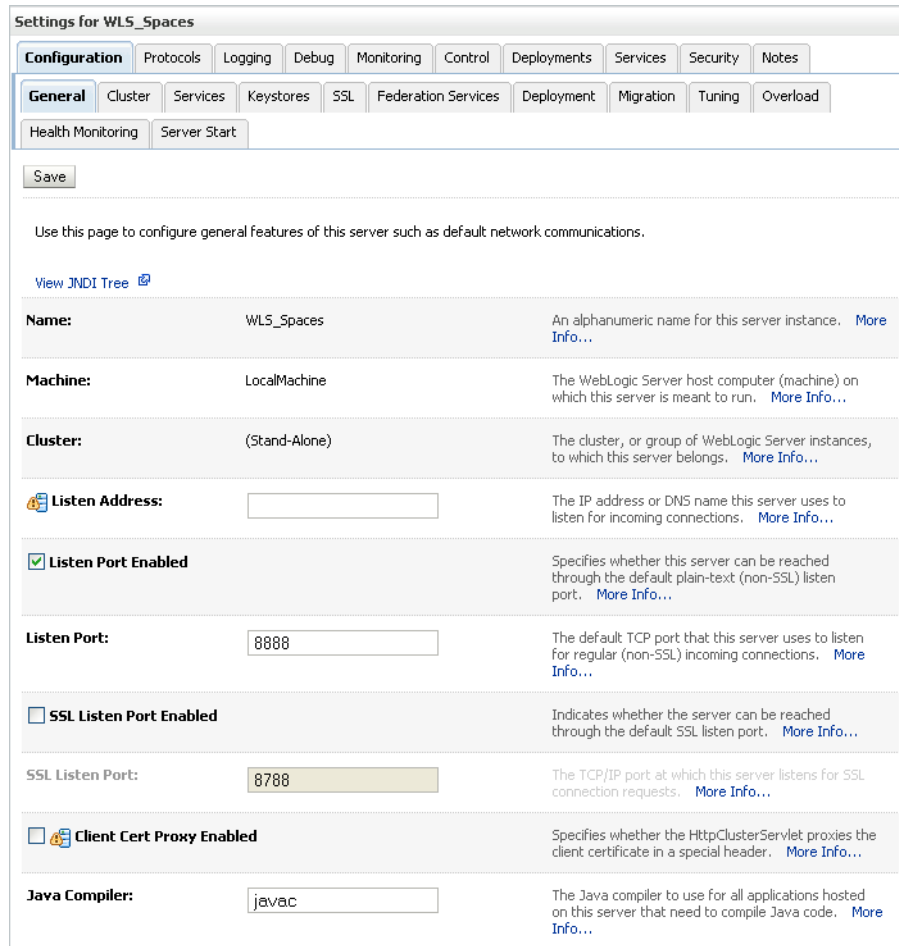 Settings for WLS_Spaces
Configuration Protocols Logging Debug Monitoring Control Deployments Services Security Notes
General Cluster Services Keystores SSL Federation Services Deployment Migration Tuning Overload
Health Monitoring Server Start
Save
Use this page to configure general features of this server such as default network communications.
View JNDI Tree
Name: WLS_Spaces An alphanumeric name for this server instance. More
Info...
Machine: LocalMachine The WebLogic Server host computer (machine) on
which this server is meant to run. More Info...
Cluster: (Stand-Alone) The cluster, or group of WebLogic Server instances,
to which this server belongs. More Info...
Listen Address: The IP address or DNS name this server uses to
listen for incoming connections. More Info...
Listen Port Enabled Specifies whether this server can be reached
through the default plain-text (non-SSL) listen
port. More Info...
Listen Port: 8888 The default TCP port that this server uses to listen
for regular (non-SSL) incoming connections. More
Info...
SSL Listen Port Enabled Indicates whether the server can be reached
through the default SSL listen port. More Info...
SSL Listen Port: 8788 The TCP/IP port at which this server listens for SSL
connection requests. More Info...
Client Cert Proxy Enabled Specifies whether the HttpClusterServlet proxies the
client certificate in a special header. More Info...
Java Compiler: javac The Java compiler to use for all applications hosted
on this server that need to compile Java code. More
Info...